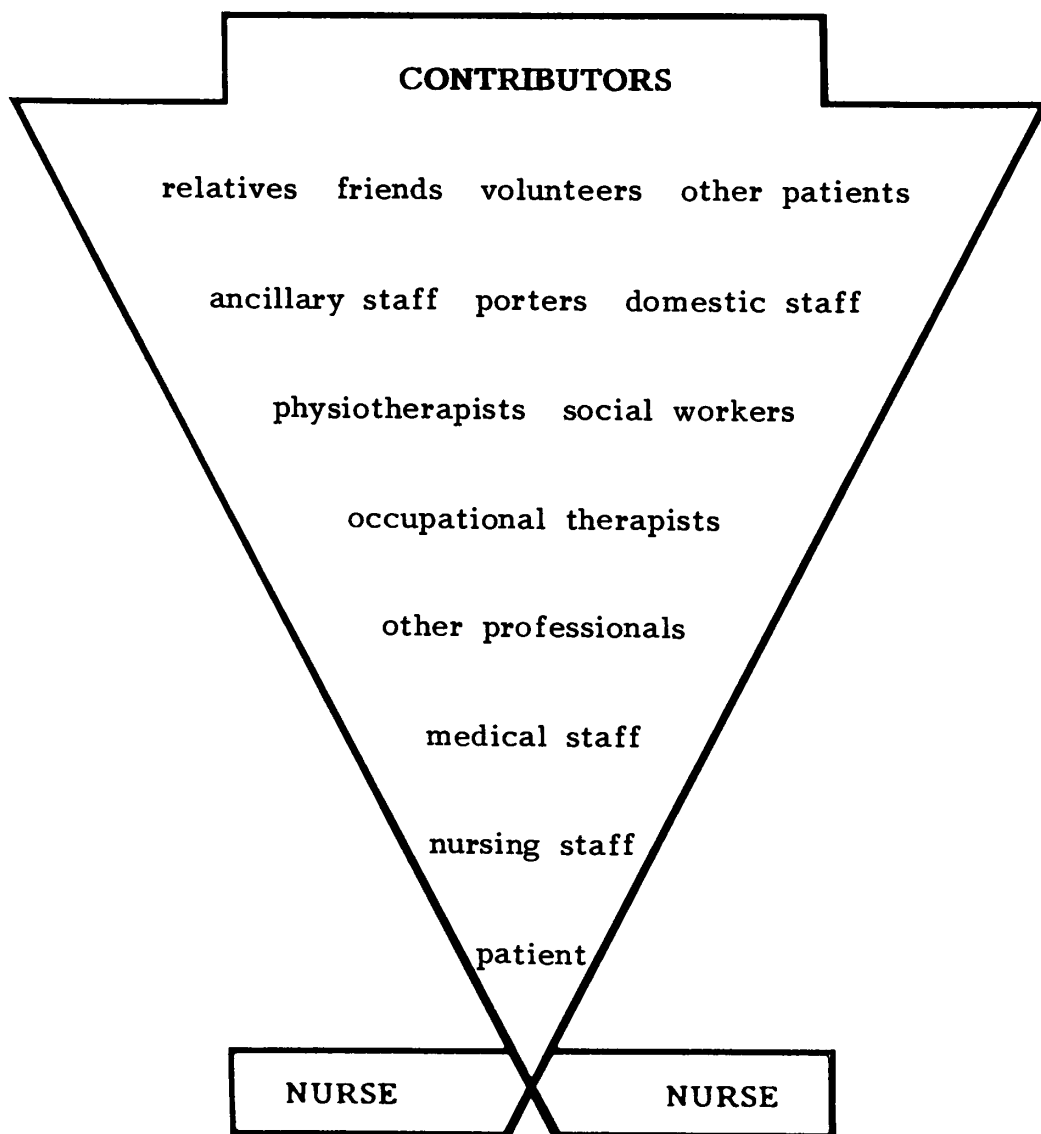 CONTRIBUTORS
relatives friends volunteers other patients
ancillary staff porters domestic staff
physiotherapists social workers
occupational therapists
other professionals
medical staff
nursing staff
patient
NURSE NURSE